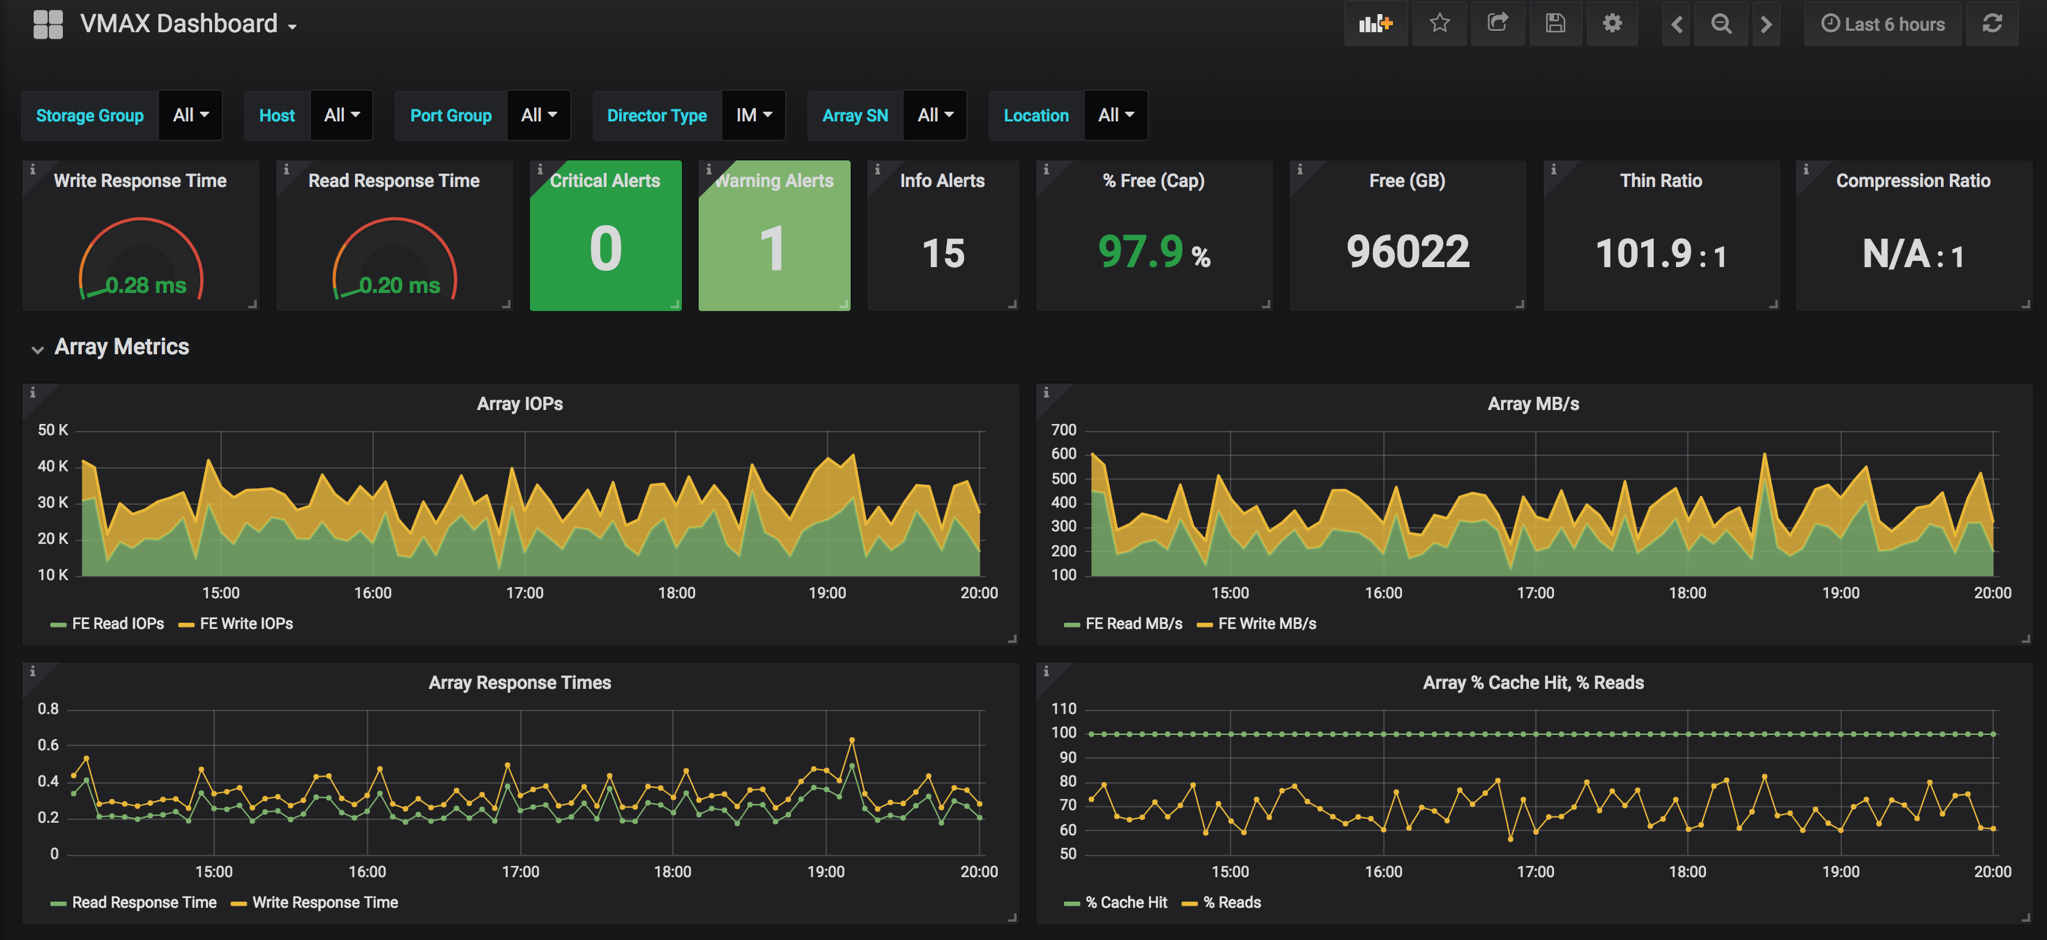 VMAX Dashboard
Last 6 hours
Storage Group All Host All Port Group All Director Type IM Array SN All Location All
Write Response Time
0.28 ms
Read Response Time
0.20 ms
Critical Alerts
0
Warning Alerts
1
Info Alerts
15
% Free (Cap)
97.9 %
Free (GB)
96022
Thin Ratio
101.9 : 1
Compression Ratio
N/A : 1
Array Metrics
Array IOPs
50 K
40 K
30 K
20 K
10 K
15:00 16:00 17:00 18:00 19:00 20:00
FE Read IOPs FE Write IOPs
Array MB/s
700
600
500
400
300
200
100
15:00 16:00 17:00 18:00 19:00 20:00
FE Read MB/s FE Write MB/s
Array Response Times
0.8
0.6
0.4
0.2
0
15:00 16:00 17:00 18:00 19:00 20:00
Read Response Time Write Response Time
Array % Cache Hit, % Reads
110
100
90
80
70
60
50
15:00 16:00 17:00 18:00 19:00 20:00
% Cache Hit % Reads